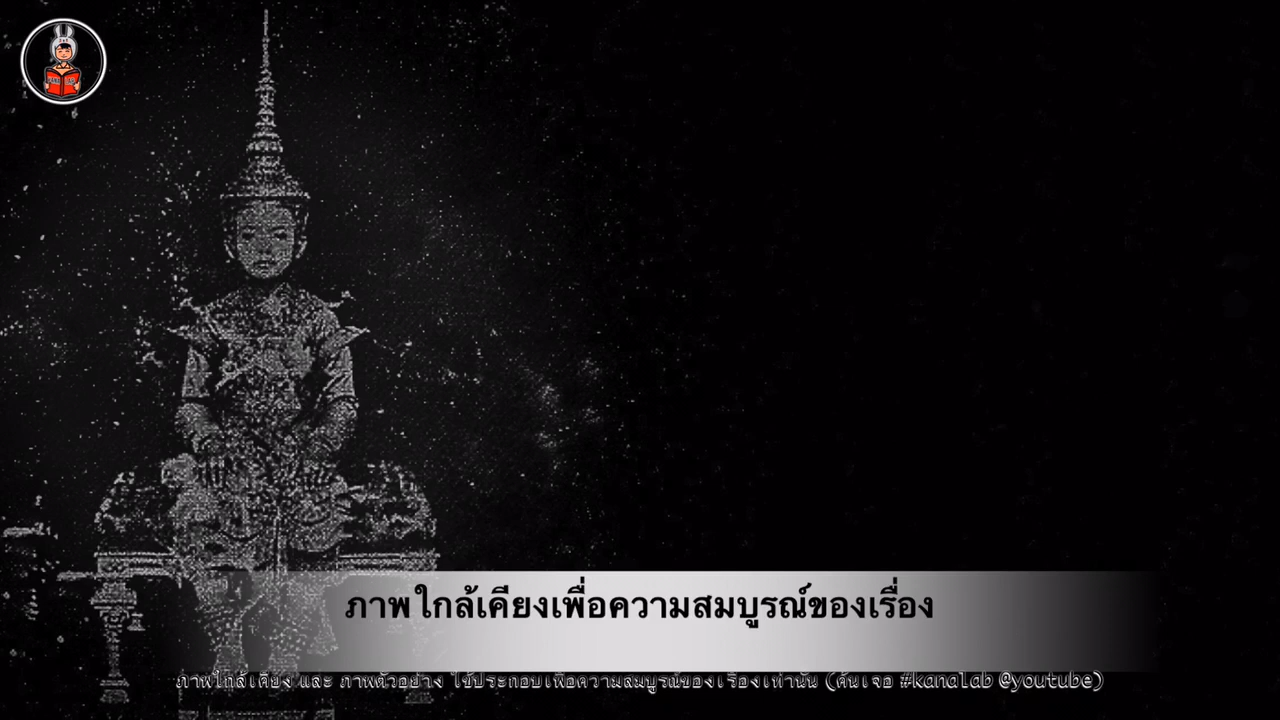 ภาพใกล้เคียงเพื่อความสมบูรณ์ของเรื่อง
ภาพใกล้เคียง และ ภาพตัวอย่าง ใช้ประกอบเพื่อความสมบูรณ์ของเรื่องเท่านั้น (ค้นเจอ #kanalab @youtube)